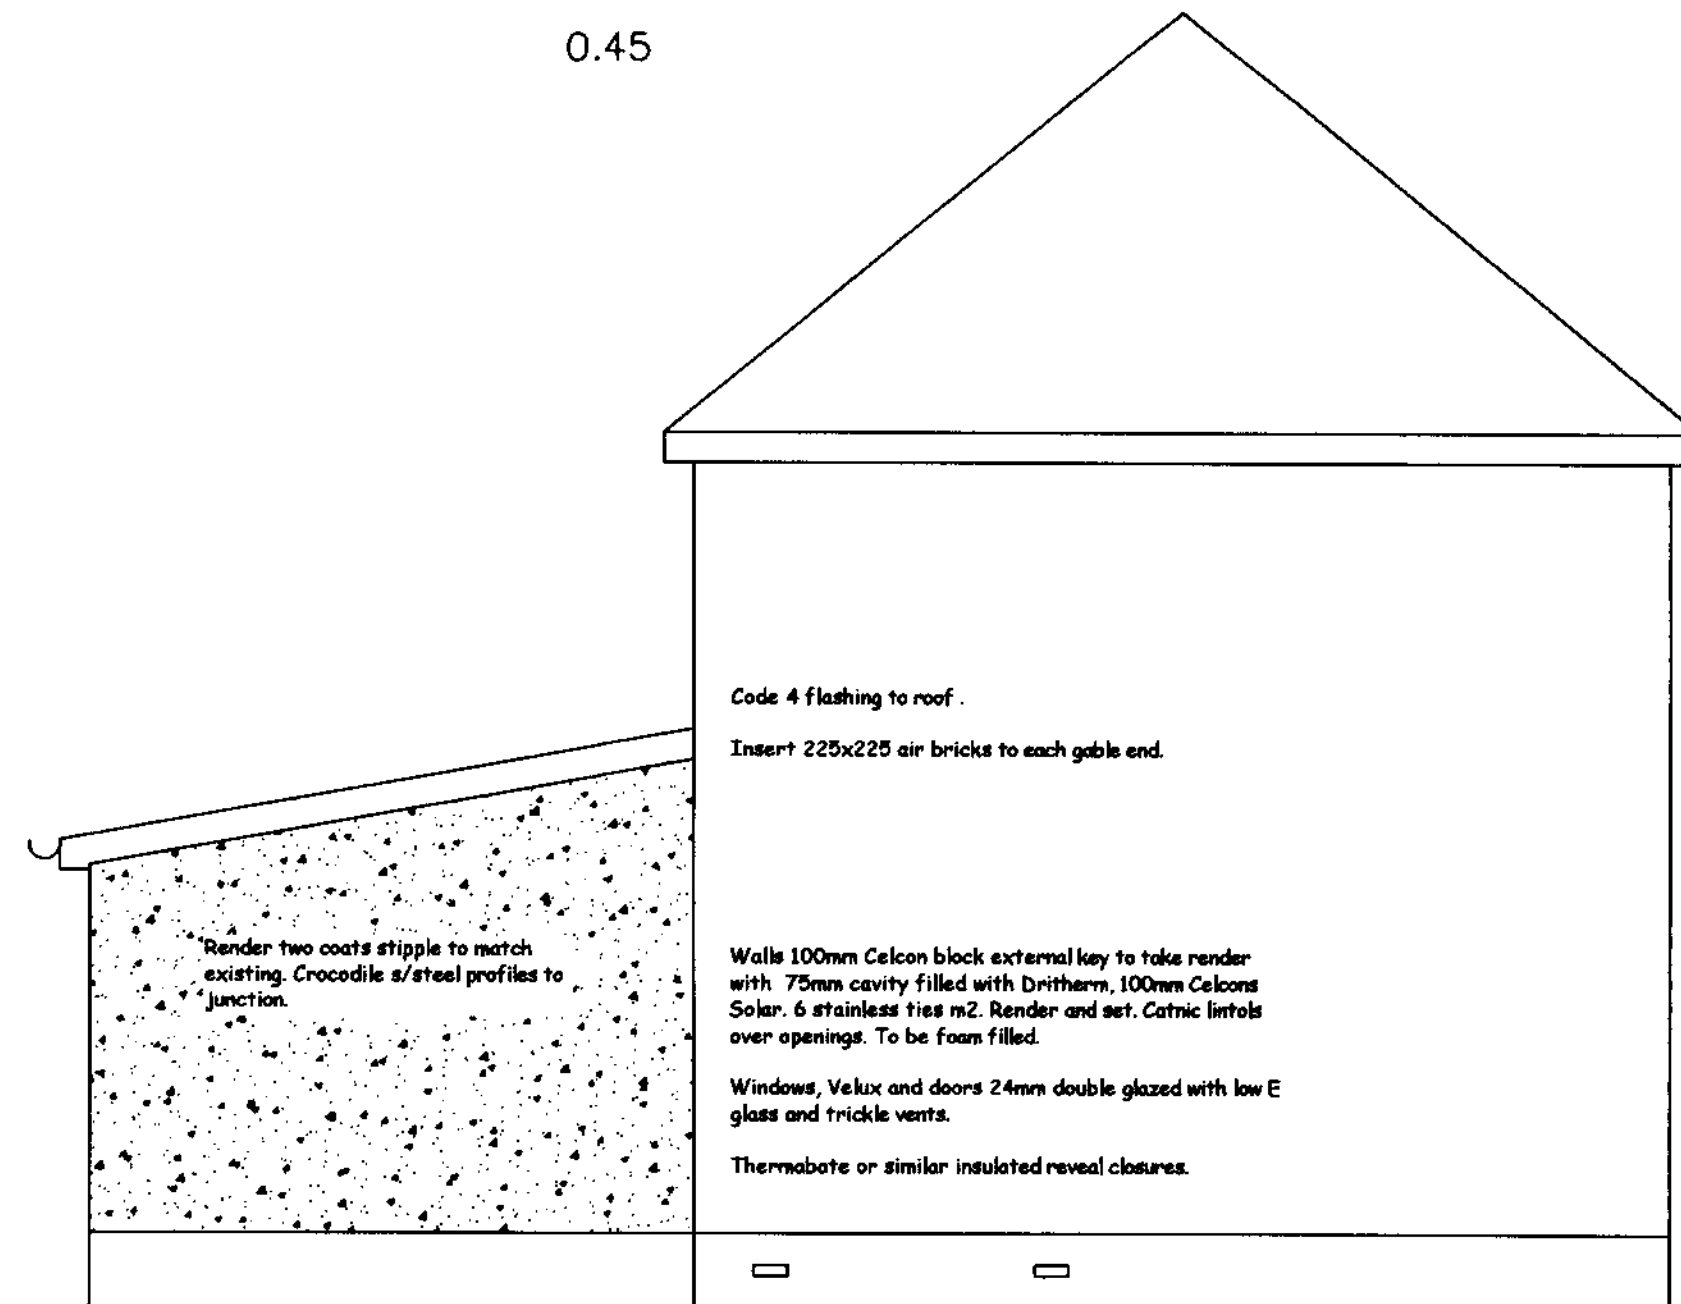 0.45
Code 4 flashing to roof .
Insert 225x225 air bricks to each gable end.
Render two coats stipple to match
existing. Crocodile s/steel profiles to
junction.
Walls 100mm Celcon block external key to take render
with 75mm cavity filled with Dritherm, 100mm Celcons
Solar. 6 stainless ties m2. Render and set. Catnic lintols
over openings. To be foam filled.
Windows, Velux and doors 24mm double glazed with low E
glass and trickle vents.
Thermabate or similar insulated reveal closures.